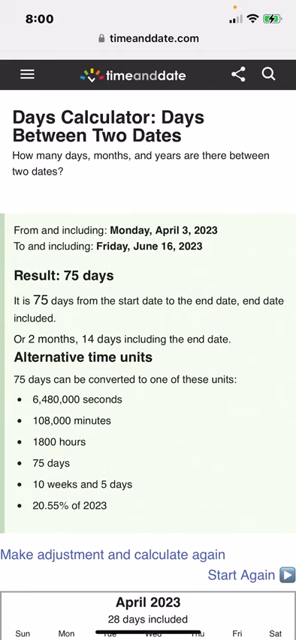 8:00
timeanddate.com
timeanddate
Days Calculator: Days
Between Two Dates
How many days, months, and years are there between
two dates?
From and including: Monday, April 3, 2023
To and including: Friday, June 16, 2023
Result: 75 days
It is 75 days from the start date to the end date, end date
included.
Or 2 months, 14 days including the end date.
Alternative time units
75 days can be converted to one of these units:
• 6,480,000 seconds
• 108,000 minutes
• 1800 hours
• 75 days
• 10 weeks and 5 days
• 20.55% of 2023
Make adjustment and calculate again
Start Again
April 2023
28 days included
Sun Mon Tue Wed Thu Fri Sat